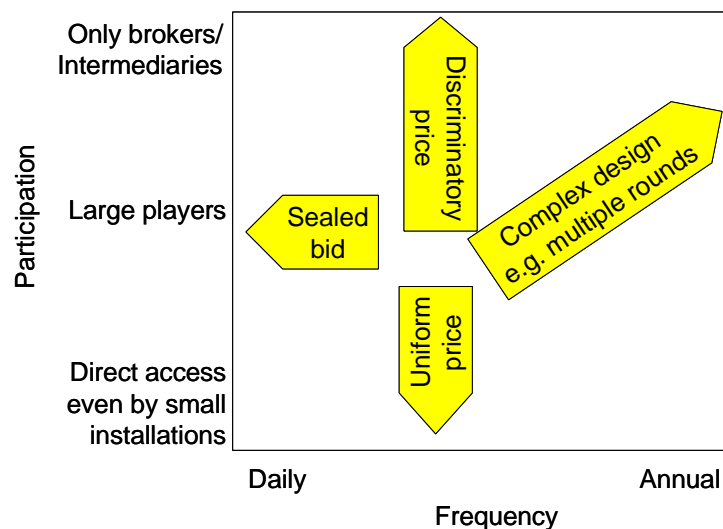 Only brokers/
Intermediaries
Participation
Large players
Direct access
even by small
installations
Discriminatory
price
Sealed
bid
Complex design
e.g. multiple rounds
Uniform
price
Daily
Annual
Frequency